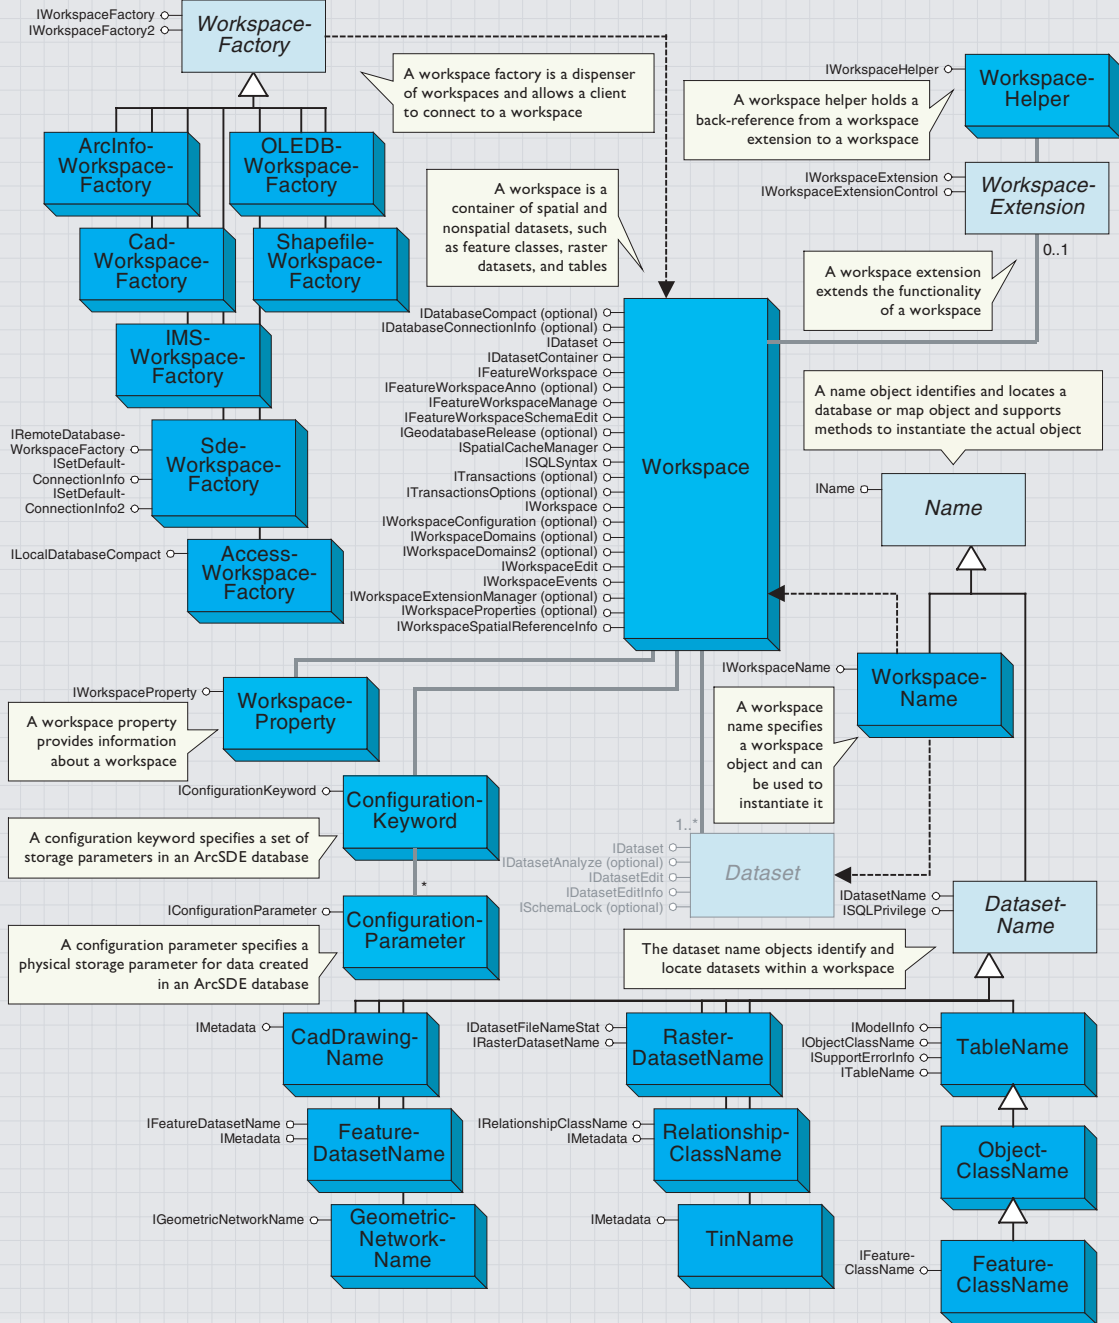 IWorkspaceFactory
IWorkspaceFactory2
Workspace-
Factory
A workspace factory is a dispenser
of workspaces and allows a client
to connect to a workspace
IWorkspaceHelper
Workspace-
Helper
A workspace helper holds a
back-reference from a workspace
extension to a workspace
ArcInfo-
Workspace-
Factory
OLEDB-
Workspace-
Factory
A workspace is a
container of spatial and
nonspatial datasets, such
as feature classes, raster
datasets, and tables
IWorkspaceExtension
IWorkspaceExtensionControl
Workspace-
Extension
0..1
A workspace extension
extends the functionality
of a workspace
Cad-
Workspace-
Factory
Shapefile-
Workspace-
Factory
IMS-
Workspace-
Factory
IRemoteDatabase-
WorkspaceFactory
ISetDefault-
ConnectionInfo
ISetDefault-
ConnectionInfo2
Sde-
Workspace-
Factory
ILocalDatabaseCompact
Access-
Workspace-
Factory
IDatabaseCompact (optional)
IDatabaseConnectionInfo (optional)
IDataset
IDatasetContainer
IFeatureWorkspace
IFeatureWorkspaceAnno (optional)
IFeatureWorkspaceManage
IFeatureWorkspaceSchemaEdit
IGeodatabaseRelease (optional)
ISpatialCacheManager
ISQLSyntax
ITransactions (optional)
ITransactionsOptions (optional)
IWorkspace
IWorkspaceConfiguration (optional)
IWorkspaceDomains (optional)
IWorkspaceDomains2 (optional)
IWorkspaceEdit
IWorkspaceEvents
IWorkspaceExtensionManager (optional)
IWorkspaceProperties (optional)
IWorkspaceSpatialReferenceInfo
Workspace
A name object identifies and locates a
database or map object and supports
methods to instantiate the actual object
IName
Name
IWorkspaceName
Workspace-
Name
A workspace
name specifies
a workspace
object and can
be used to
instantiate it
IWorkspaceProperty
Workspace-
Property
A workspace property
provides information
about a workspace
IConfigurationKeyword
Configuration-
Keyword
A configuration keyword specifies a set of
storage parameters in an ArcSDE database
*
IConfigurationParameter
Configuration-
Parameter
A configuration parameter specifies a
physical storage parameter for data created
in an ArcSDE database
1..*
IDataset
IDatasetAnalyze (optional)
IDatasetEdit
IDatasetEditInfo
ISchemaLock (optional)
Dataset
IDatasetName
ISQLPrivilege
Dataset-
Name
The dataset name objects identify and
locate datasets within a workspace
IMetadata
CadDrawing-
Name
IDatasetFileNameStat
IRasterDatasetName
Raster-
DatasetName
IModelInfo
IObjectClassName
ISupportErrorInfo
ITableName
TableName
IFeatureDatasetName
IMetadata
Feature-
DatasetName
IRelationshipClassName
IMetadata
Relationship-
ClassName
Object-
ClassName
IGeometricNetworkName
Geometric-
Network-
Name
IMetadata
TinName
IFeature-
ClassName
Feature-
ClassName